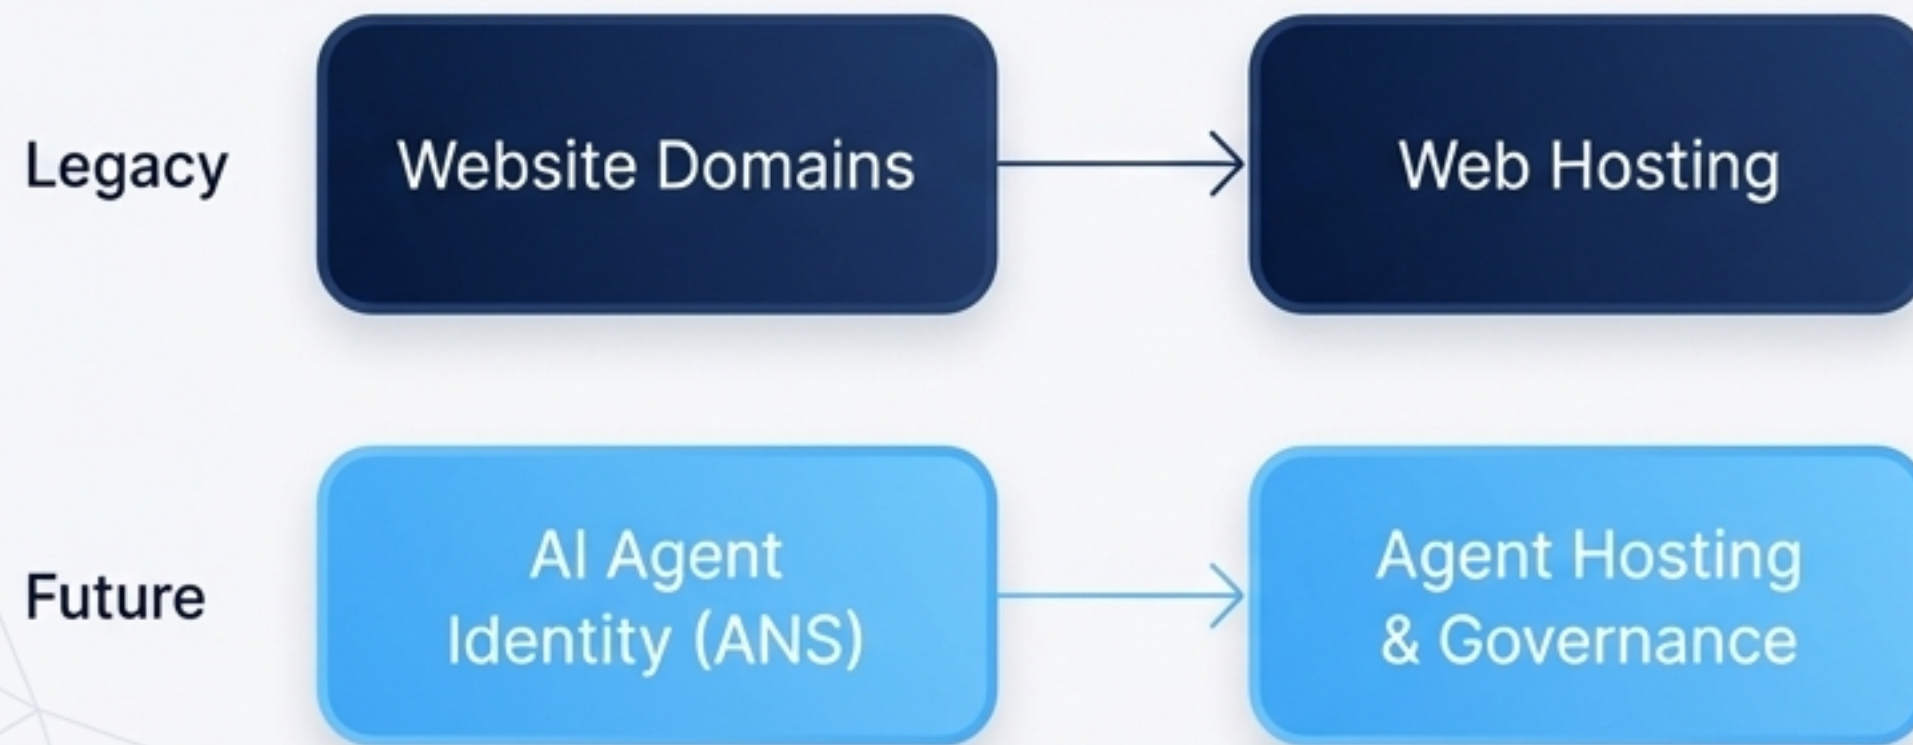 Legacy
Website Domains
Web Hosting
Future
AI Agent
Identity (ANS)
Agent Hosting
& Governance